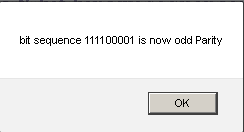 bit sequence 111100001 is now odd Parity
OK